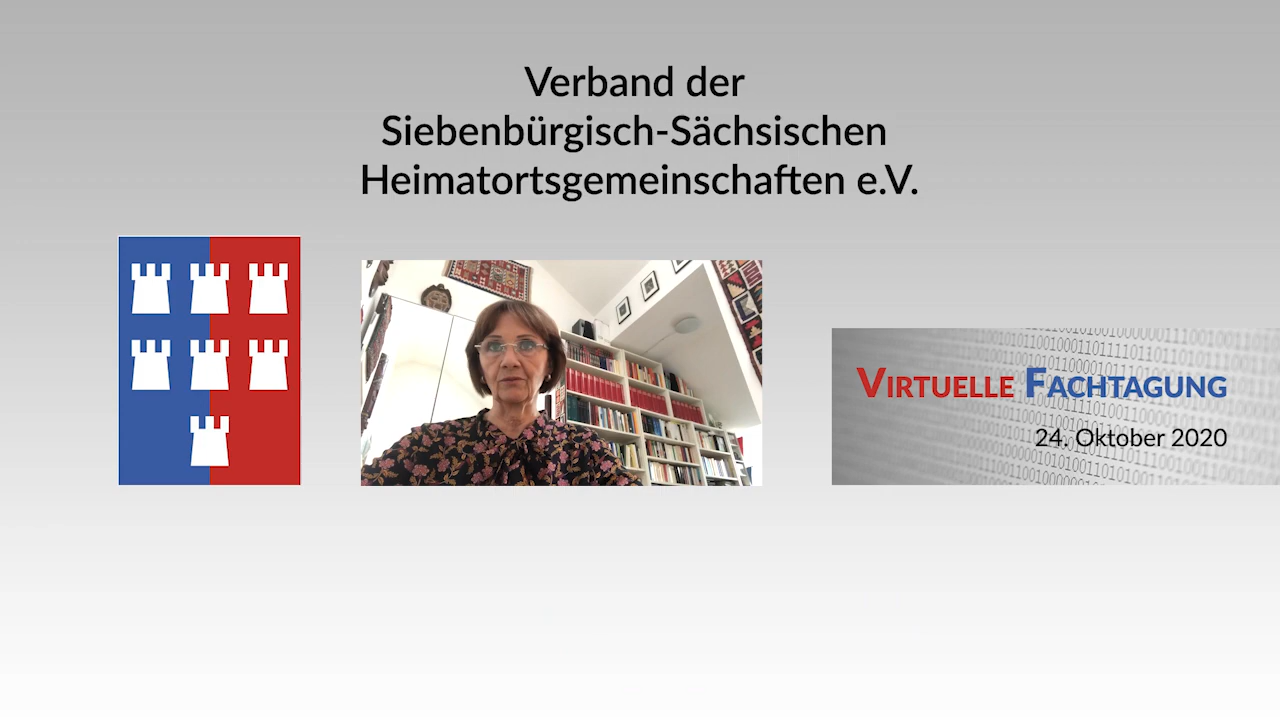 Verband der
Siebenbürgisch-Sächsischen
Heimatortsgemeinschaften e.V.
VIRTUELLE FACHTAGUNG
24. Oktober 2020